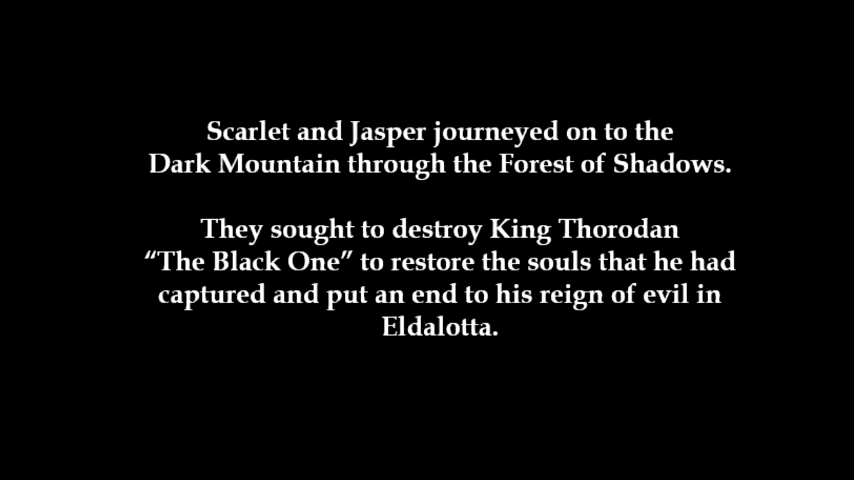 Scarlet and Jasper journeyed on to the
Dark Mountain through the Forest of Shadows.
They sought to destroy King Thorodan
“The Black One” to restore the souls that he had
captured and put an end to his reign of evil in
Eldalotta.